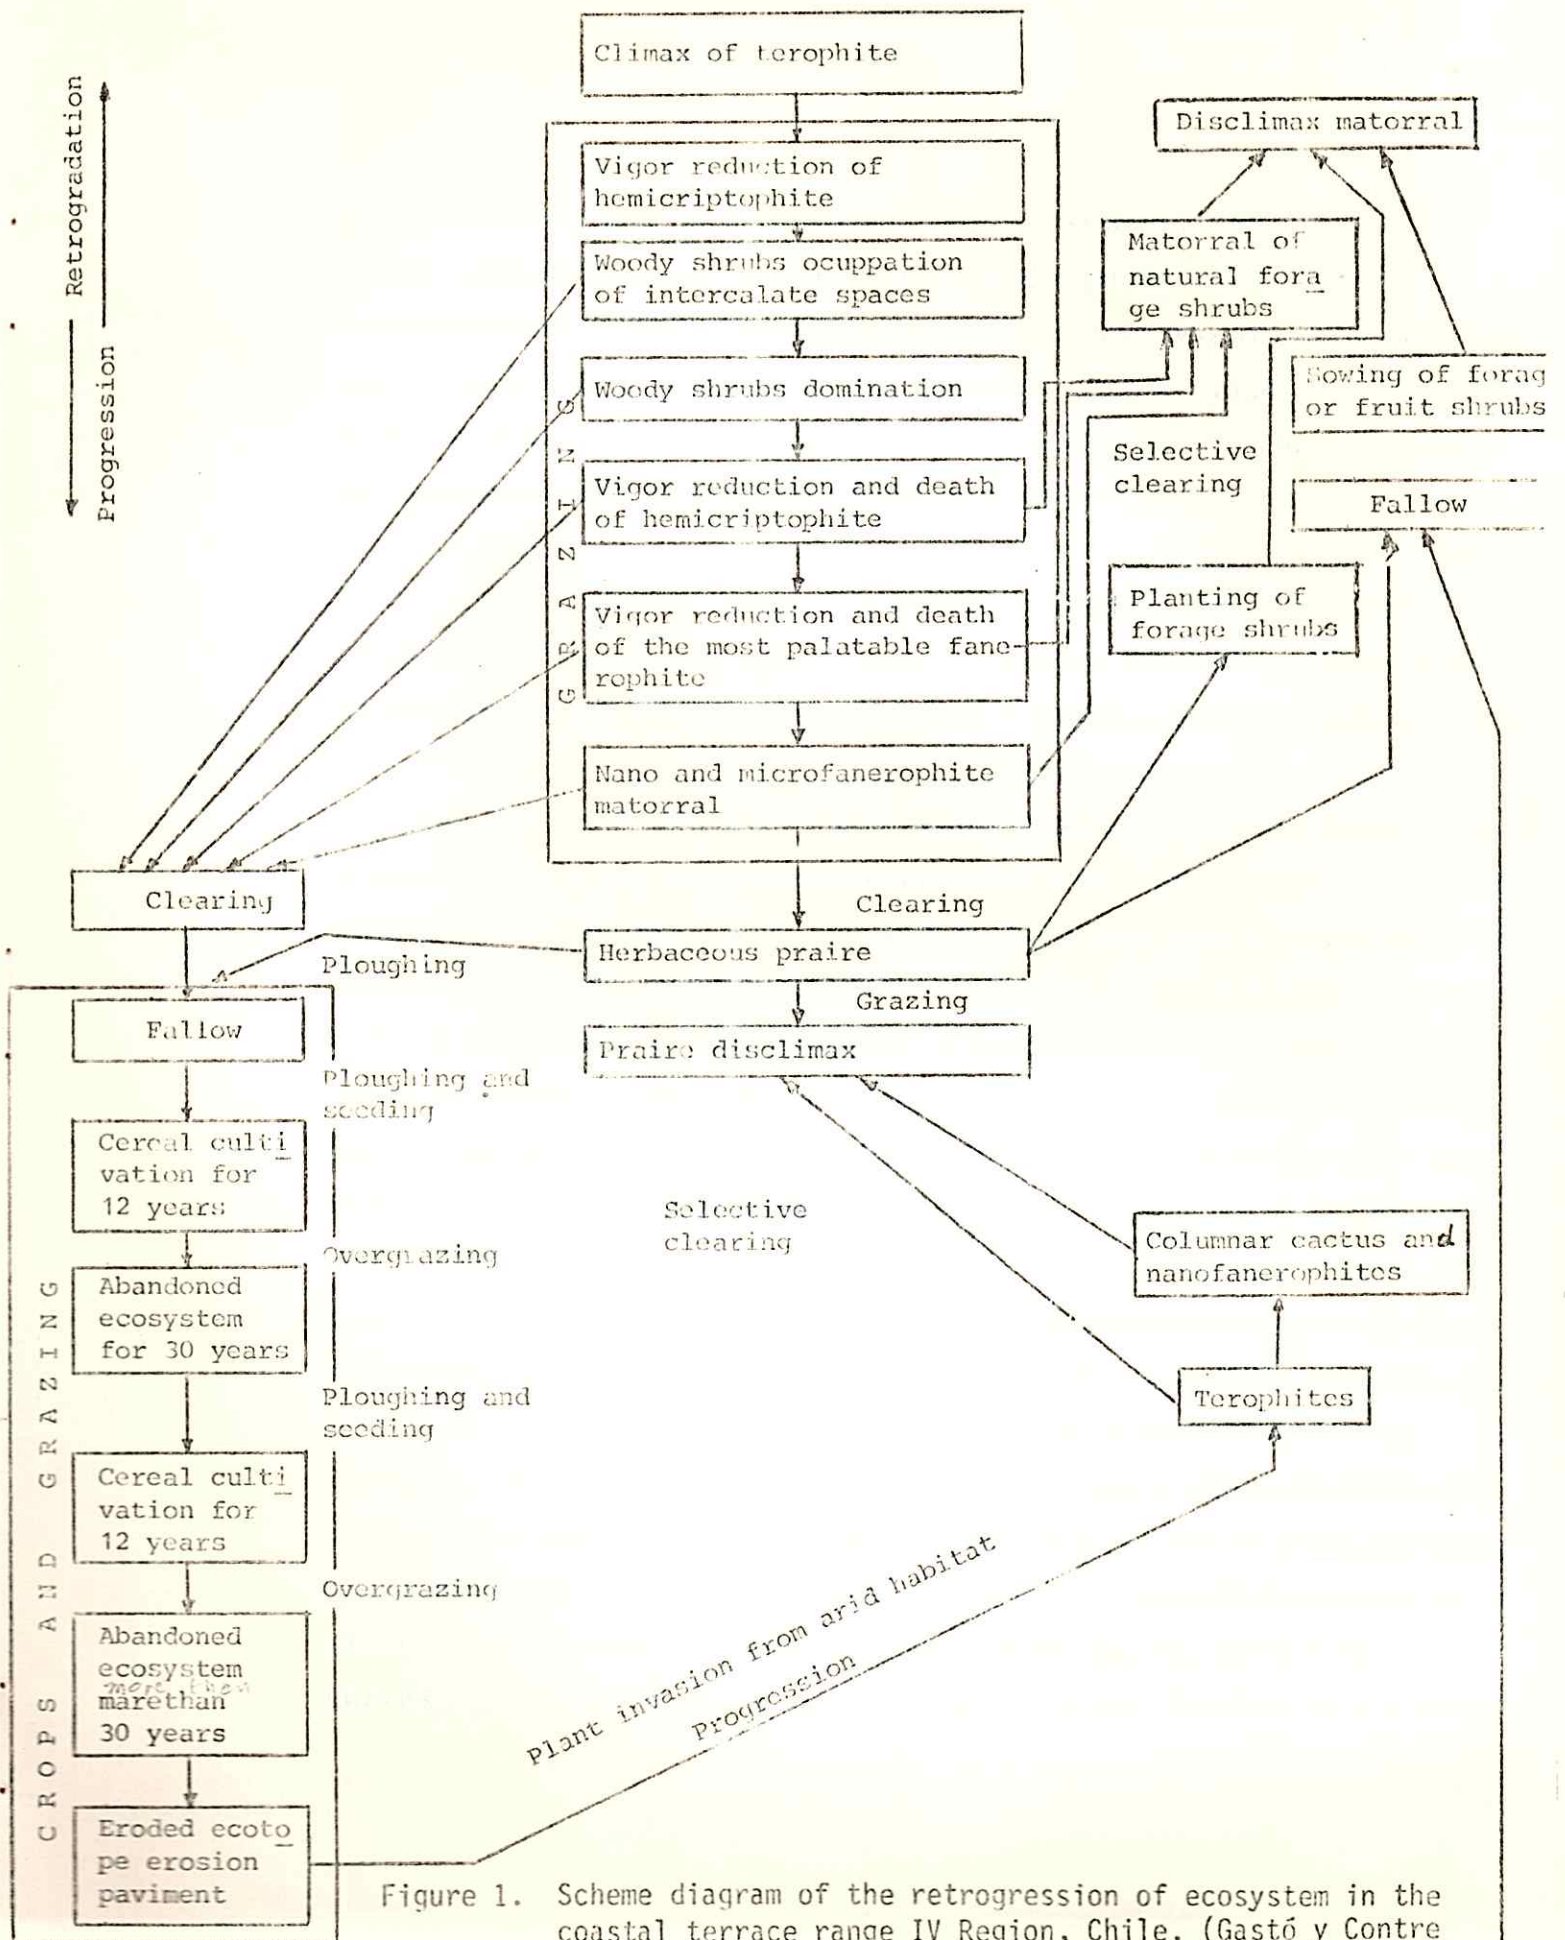 Climax of terophite
Retrogradation
Progression
Vigor reduction of
hemicriptophite
Woody shrubs ocuppation
of intercalate spaces
Woody shrubs domination
Vigor reduction and death
of hemicriptophite
Vigor reduction and death
of the most palatable fane
rophite
Nano and microfanerophite
matorral
GRAZING
Disclimax matorral
Matorral of
natural fora
ge shrubs
Sowing of forag
or fruit shrubs
Selective
clearing
Fallow
Planting of
forage shrubs
Clearing
Clearing
Herbaceous praire
Ploughing
Grazing
Praire disclimax
Fallow
Ploughing and
seeding
Cereal culti
vation for
12 years
Overgrazing
Abandoned
ecosystem
for 30 years
Ploughing and
seeding
Cereal culti
vation for
12 years
Overgrazing
Abandoned
ecosystem
more then
marethan
30 years
Eroded ecoto
pe erosion
paviment
CROPS AND GRAZING
Selective
clearing
Columnar cactus and
nanofanerophites
Terophites
Plant invasion from arid habitat
Progression
Figure 1. Scheme diagram of the retrogression of ecosystem in the
coastal terrace range IV Region, Chile. (Gastó y Contre